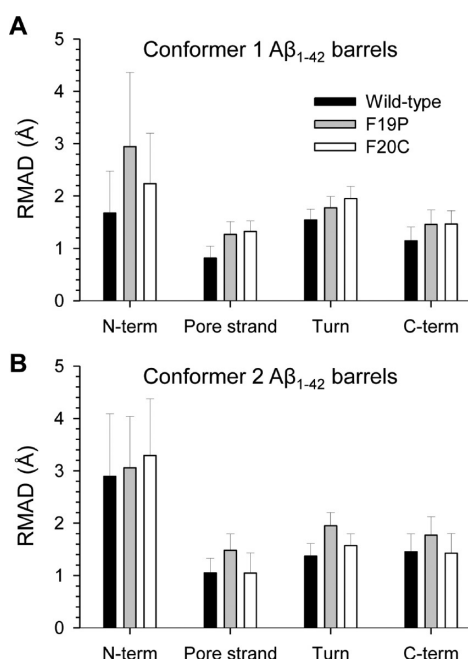 A
Conformer 1 Aβ₁₋₄₂ barrels
5
4
3
2
1
0
RMAD (Å)
Wild-type
F19P
F20C
N-term Pore strand Turn C-term
B
Conformer 2 Aβ₁₋₄₂ barrels
5
4
3
2
1
0
RMAD (Å)
N-term Pore strand Turn C-term